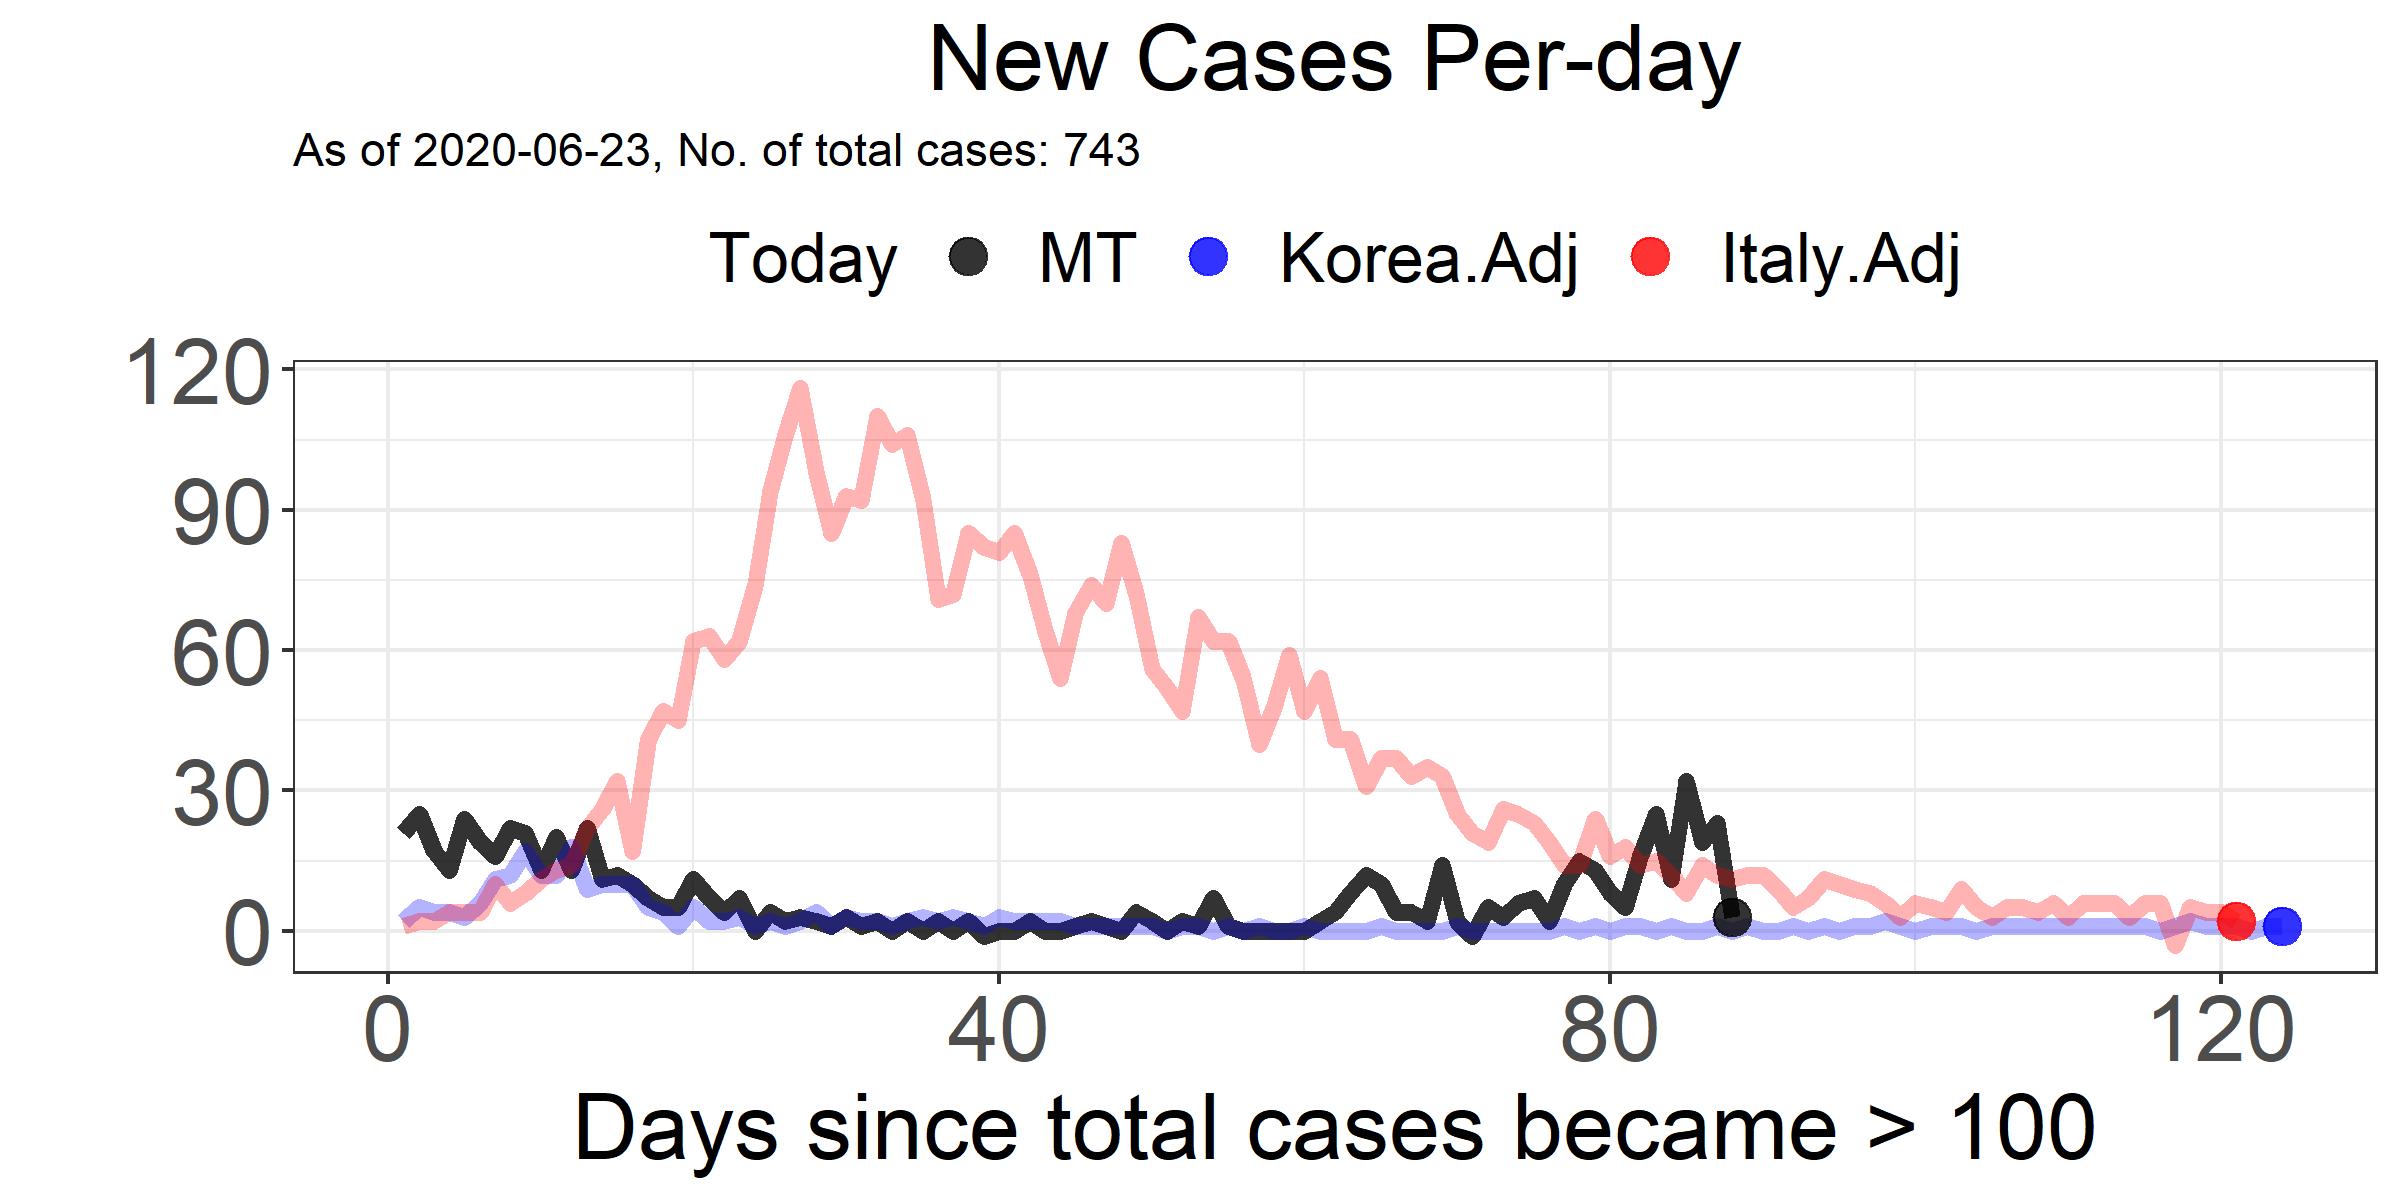 New Cases Per-day
As of 2020-06-23, No. of total cases: 743
Today MT Korea.Adj Italy.Adj
120
90
60
30
0
0 40 80 120
Days since total cases became > 100